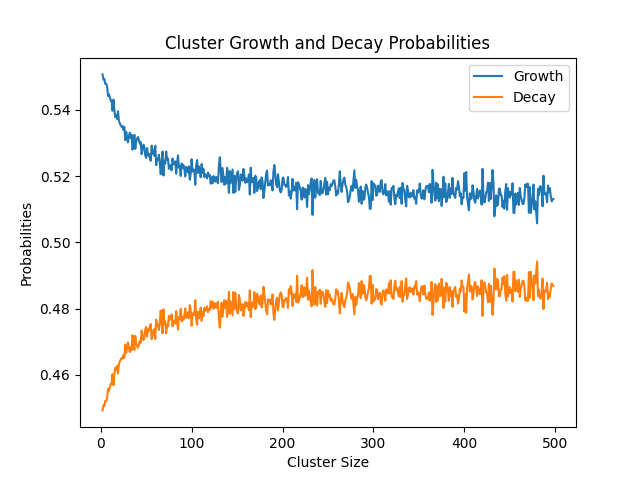 Cluster Growth and Decay Probabilities
Growth
Decay
Probabilities
0.54
0.52
0.50
0.48
0.46
0 100 200 300 400 500
Cluster Size